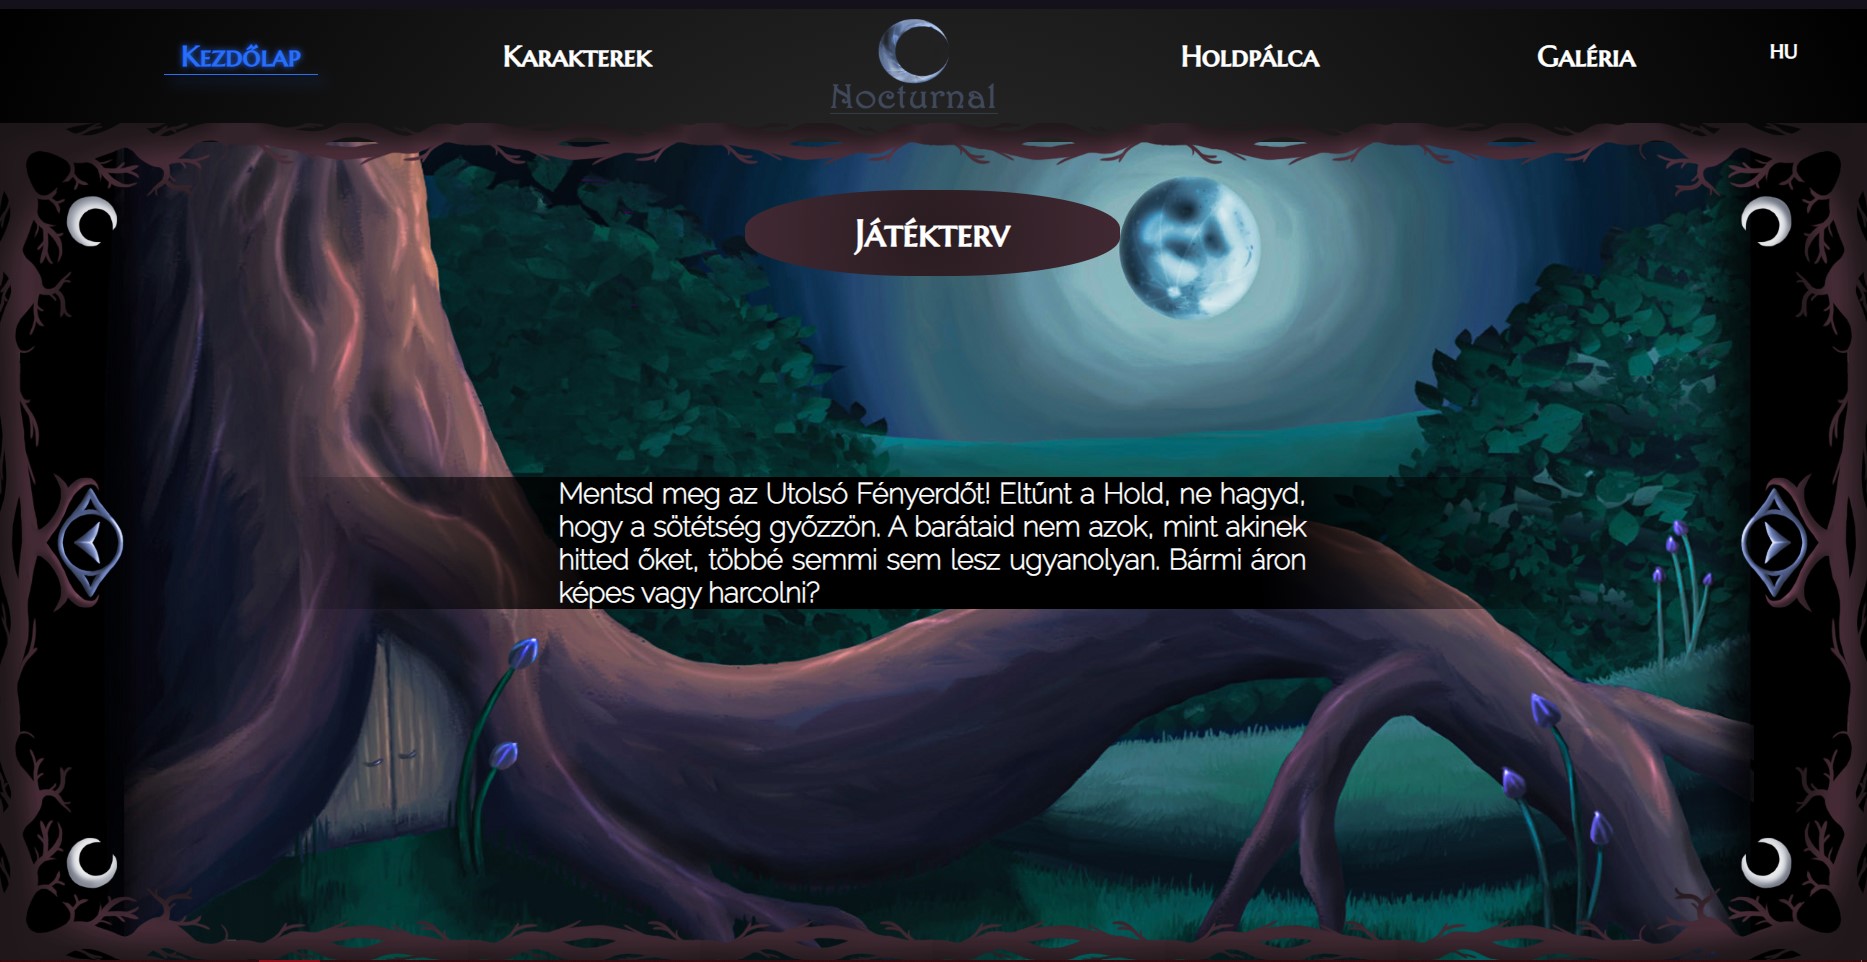 Kezdőlap
Karakterek
Nocturnal
Holdpálca
Galéria
HU
Játékterv
Mentsd meg az Utolsó Fényerdőt! Eltűnt a Hold, ne hagyd,
hogy a sötétség győzzön. A barátaid nem azok, mint akinek
hitted őket, többé semmi sem lesz ugyanolyan. Bármi áron
képes vagy harcolni?